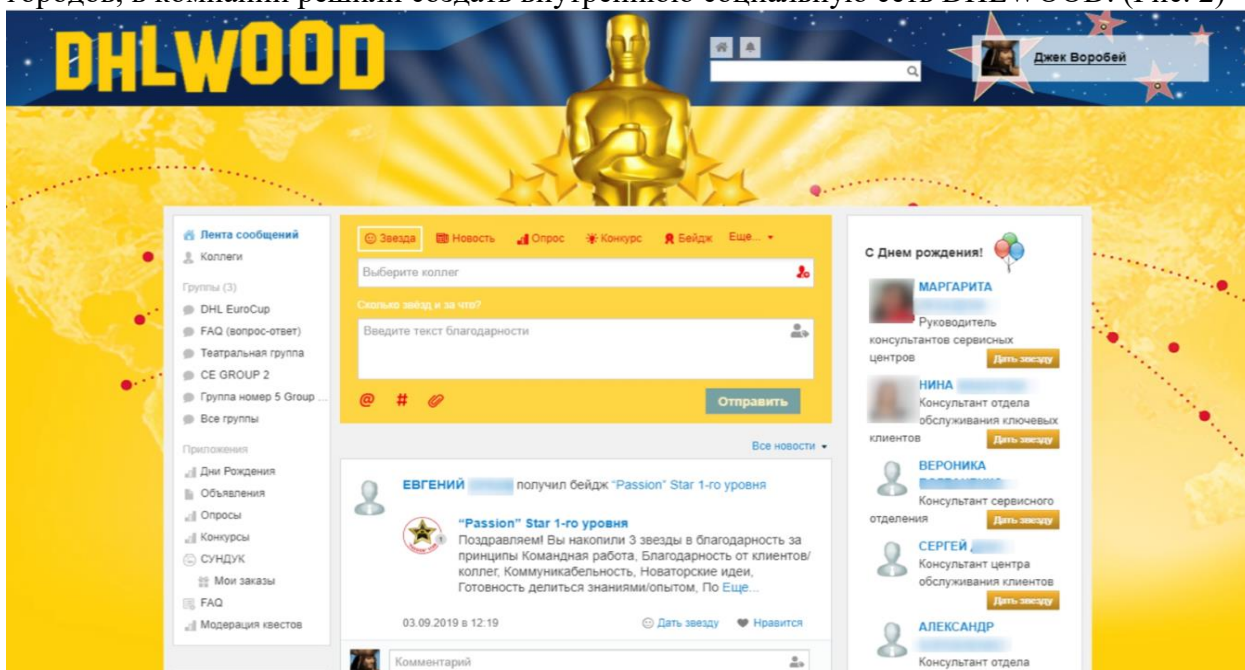 городов, в компании решили создать внутреннюю социальную сеть DHLWOOD. (Рис. 2)
DHLWOOD
Джек Воробей
Лента сообщений
Коллеги
Группы (3)
DHL EuroCup
FAQ (вопрос-ответ)
Театральная группа
CE GROUP 2
Группа номер 5 Group ...
Все группы
Приложения
Дни Рождения
Объявления
Опросы
Конкурсы
СУНДУК
Мои заказы
FAQ
Модерация квестов
Звезда Новость Опрос Конкурс Бейдж Еще...
Выберите коллег
Сколько звёзд и за что?
Введите текст благодарности
@ #
Отправить
Все новости
ЕВГЕНИЙ получил бейдж "Passion" Star 1-го уровня
"Passion" Star 1-го уровня
Поздравляем! Вы накопили 3 звезды в благодарность за
принципы Командная работа, Благодарность от клиентов/
коллег, Коммуникабельность, Новаторские идеи,
Готовность делиться знаниями/опытом, По Еще...
03.09.2019 в 12:19 Дать звезду Нравится
Комментарий
С Днем рождения!
МАРГАРИТА
Руководитель
консультантов сервисных
центров Дать звезду
НИНА
Консультант отдела
обслуживания ключевых
клиентов Дать звезду
ВЕРОНИКА
Консультант сервисного
отделения Дать звезду
СЕРГЕЙ
Консультант центра
обслуживания клиентов
Дать звезду
АЛЕКСАНДР
Консультант отдела